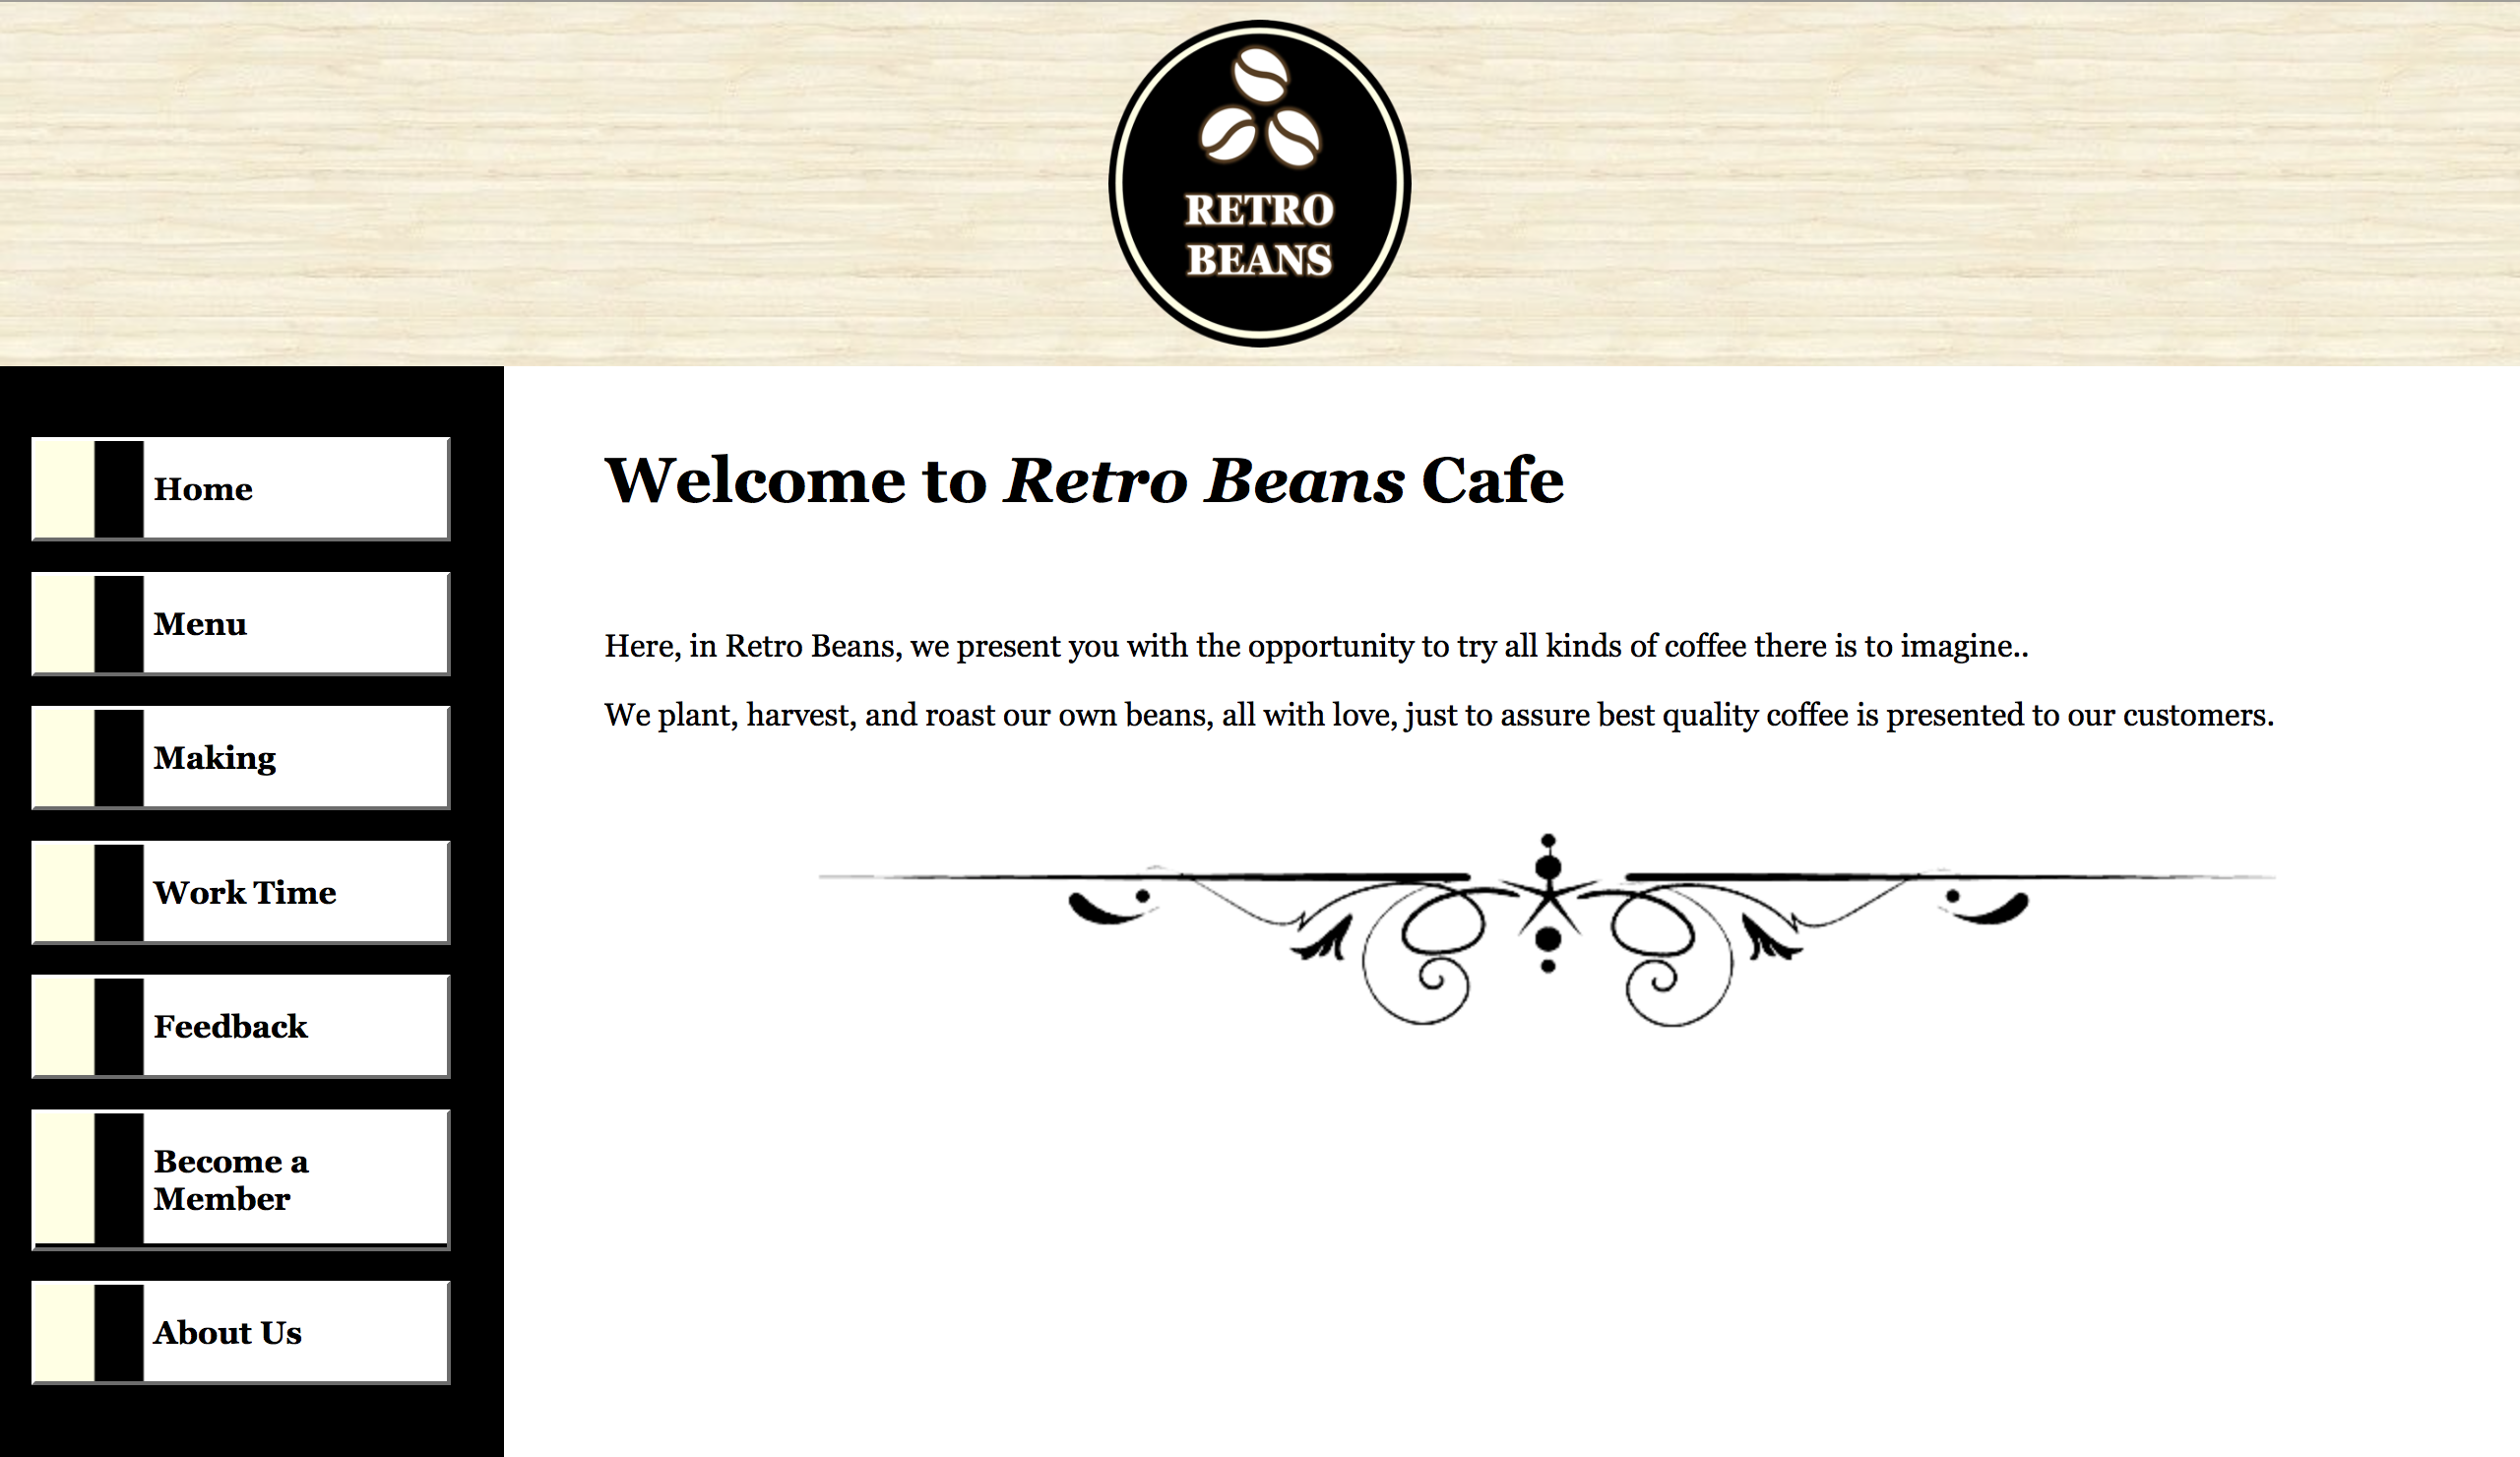 RETRO
BEANS
Home
Menu
Making
Work Time
Feedback
Become a
Member
About Us
Welcome to Retro Beans Cafe
Here, in Retro Beans, we present you with the opportunity to try all kinds of coffee there is to imagine..
We plant, harvest, and roast our own beans, all with love, just to assure best quality coffee is presented to our customers.